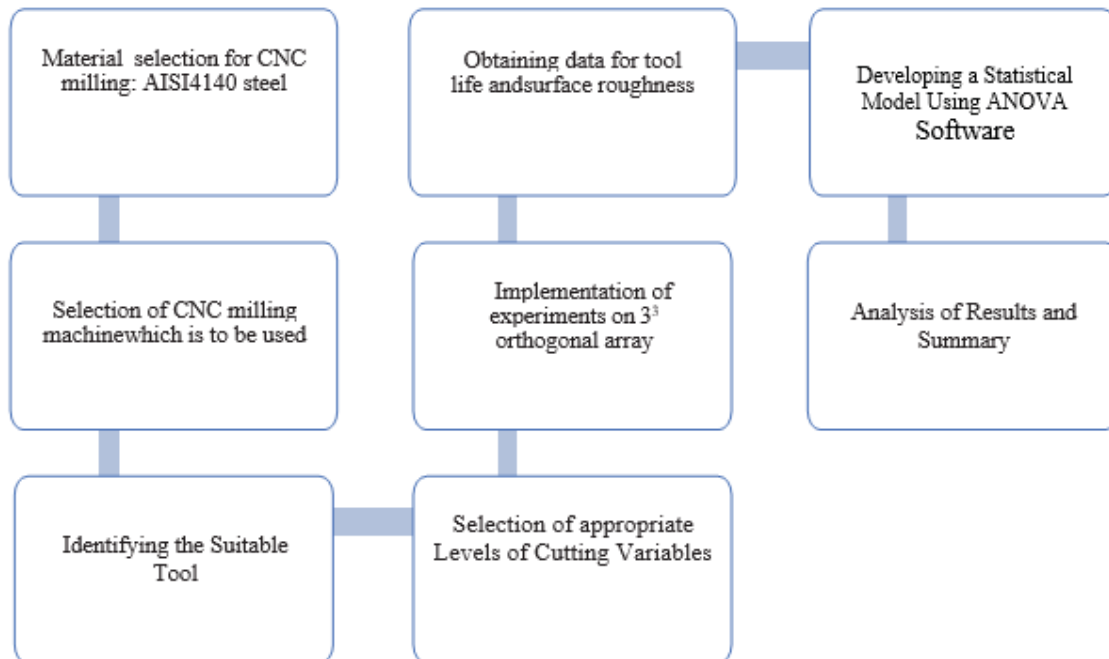 Material selection for CNC
milling: AISI4140 steel
Selection of CNC milling
machinewhich is to be used
Identifying the Suitable
Tool
Selection of appropriate
Levels of Cutting Variables
Implementation of
experiments on 3³
orthogonal array
Obtaining data for tool
life andsurface roughness
Developing a Statistical
Model Using ANOVA
Software
Analysis of Results and
Summary